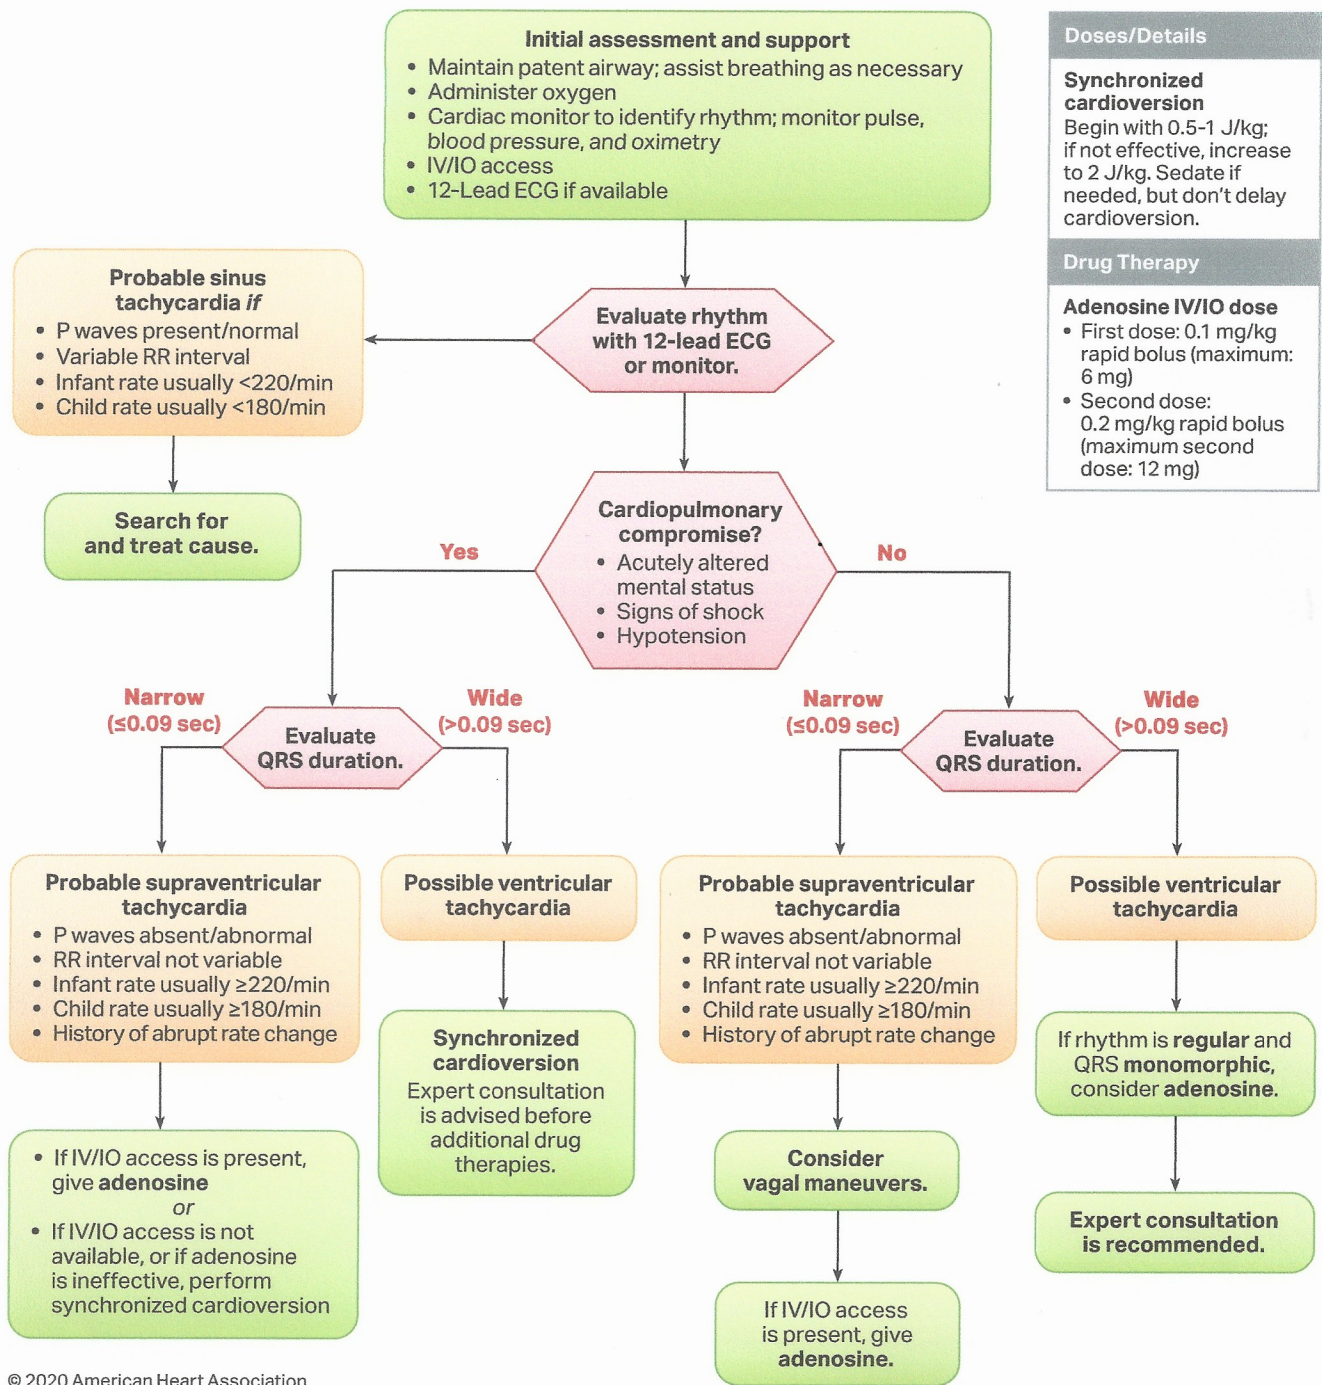 Initial assessment and support
• Maintain patent airway; assist breathing as necessary
• Administer oxygen
• Cardiac monitor to identify rhythm; monitor pulse,
blood pressure, and oximetry
• IV/IO access
• 12-Lead ECG if available
Doses/Details
Synchronized
cardioversion
Begin with 0.5-1 J/kg;
if not effective, increase
to 2 J/kg. Sedate if
needed, but don't delay
cardioversion.
Drug Therapy
Adenosine IV/IO dose
• First dose: 0.1 mg/kg
rapid bolus (maximum:
6 mg)
• Second dose:
0.2 mg/kg rapid bolus
(maximum second
dose: 12 mg)
Probable sinus
tachycardia if
• P waves present/normal
• Variable RR interval
• Infant rate usually <220/min
• Child rate usually <180/min
Evaluate rhythm
with 12-lead ECG
or monitor.
Search for
and treat cause.
Cardiopulmonary
compromise?
• Acutely altered
mental status
• Signs of shock
• Hypotension
Yes
No
Narrow
(≤0.09 sec)
Evaluate
QRS duration.
Wide
(>0.09 sec)
Narrow
(≤0.09 sec)
Evaluate
QRS duration.
Wide
(>0.09 sec)
Probable supraventricular
tachycardia
• P waves absent/abnormal
• RR interval not variable
• Infant rate usually ≥220/min
• Child rate usually ≥180/min
• History of abrupt rate change
Possible ventricular
tachycardia
Probable supraventricular
tachycardia
• P waves absent/abnormal
• RR interval not variable
• Infant rate usually ≥220/min
• Child rate usually ≥180/min
• History of abrupt rate change
Possible ventricular
tachycardia
• If IV/IO access is present,
give adenosine
or
• If IV/IO access is not
available, or if adenosine
is ineffective, perform
synchronized cardioversion
Synchronized
cardioversion
Expert consultation
is advised before
additional drug
therapies.
Consider
vagal maneuvers.
If IV/IO access
is present, give
adenosine.
If rhythm is regular and
QRS monomorphic,
consider adenosine.
Expert consultation
is recommended.
© 2020 American Heart Association